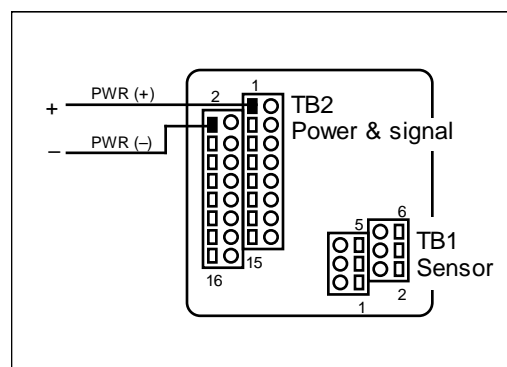 + PWR (+)
– PWR (–)
2
1
TB2
Power & signal
16
15
5
6
TB1
Sensor
1
2